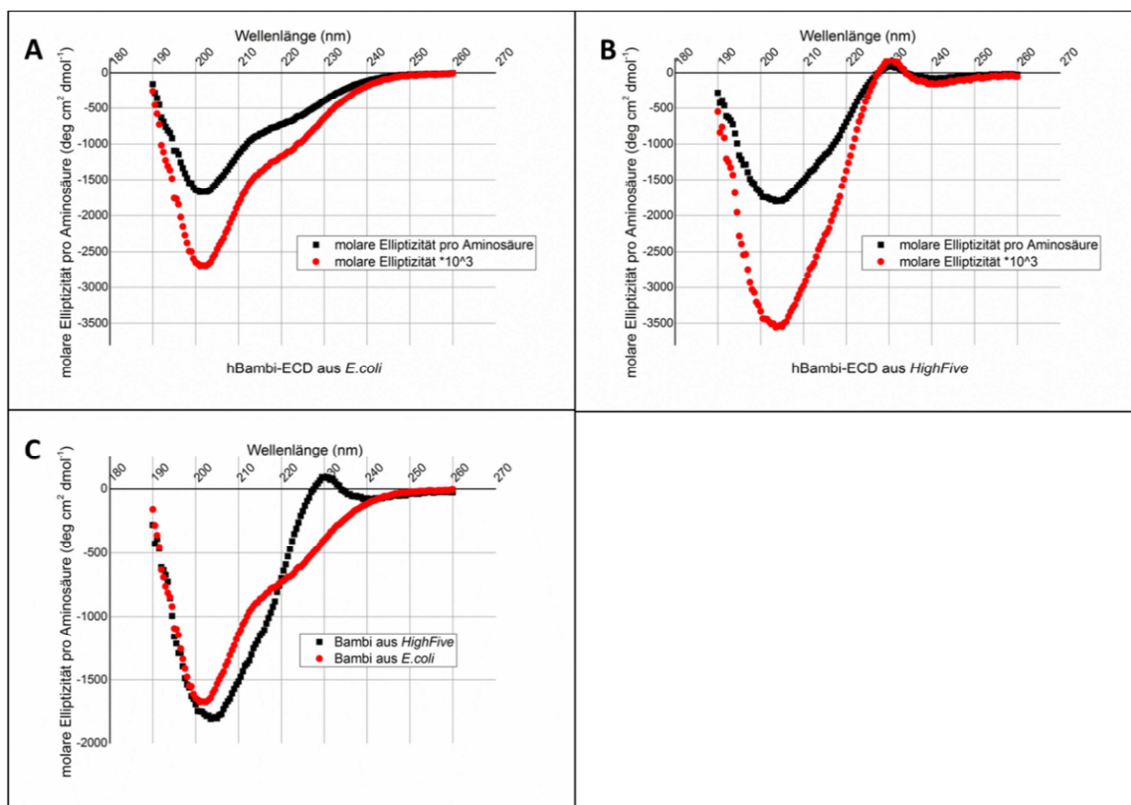 A
Wellenlänge (nm)
180 190 200 210 220 230 240 250 260 270
0
-500
-1000
-1500
-2000
-2500
-3000
-3500
molare Elliptizität pro Aminosäure (deg cm² dmol⁻¹)
molare Elliptizität pro Aminosäure
molare Elliptizität *10^3
hBambi-ECD aus E.coli
B
Wellenlänge (nm)
180 190 200 210 220 230 240 250 260 270
0
-500
-1000
-1500
-2000
-2500
-3000
-3500
molare Elliptizität pro Aminosäure (deg cm² dmol⁻¹)
molare Elliptizität pro Aminosäure
molare Elliptizität *10^3
hBambi-ECD aus HighFive
C
Wellenlänge (nm)
180 190 200 210 220 230 240 250 260 270
0
-500
-1000
-1500
-2000
molare Elliptizität pro Aminosäure (deg cm² dmol⁻¹)
Bambi aus HighFive
Bambi aus E.coli